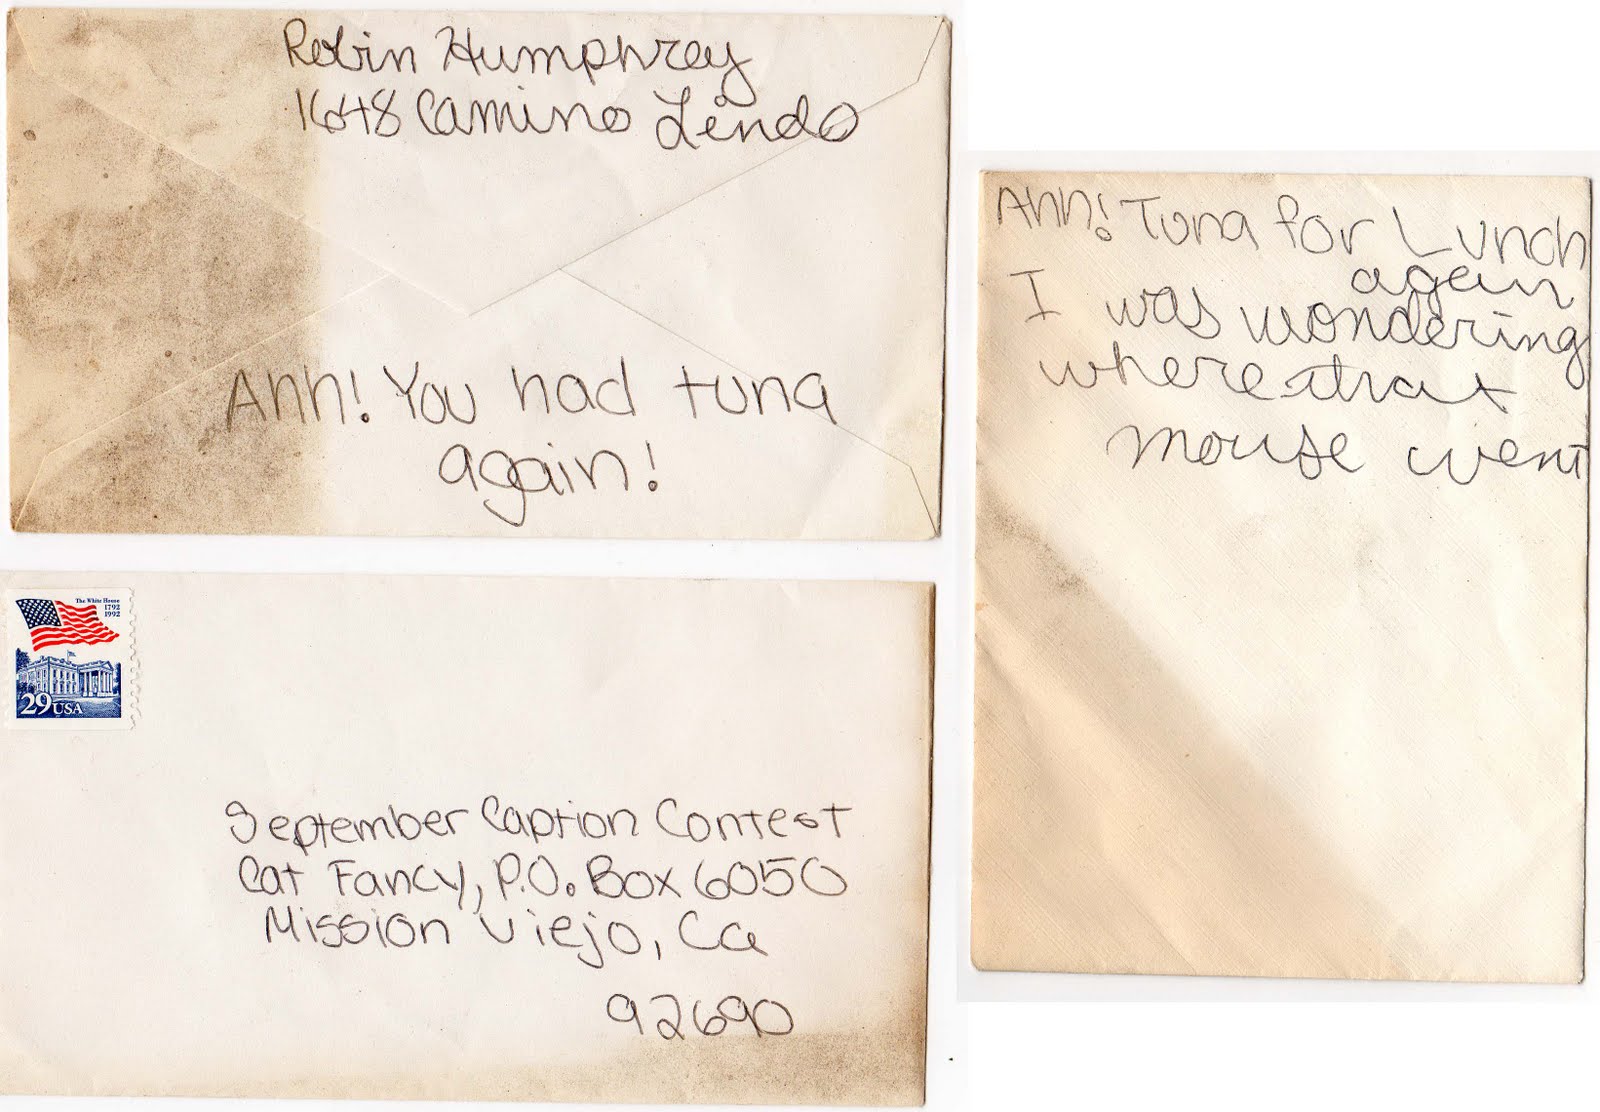 Robin Humphrey
1648 Camino Lindo
Ahh! You had tuna
again!
The White House
1792
1992
29 USA
September Caption Contest
Cat Fancy, P.O. Box 6050
Mission Viejo, Ca
92690
Ahh! Tuna for Lunch
again
I was wondering
where that
mouse went